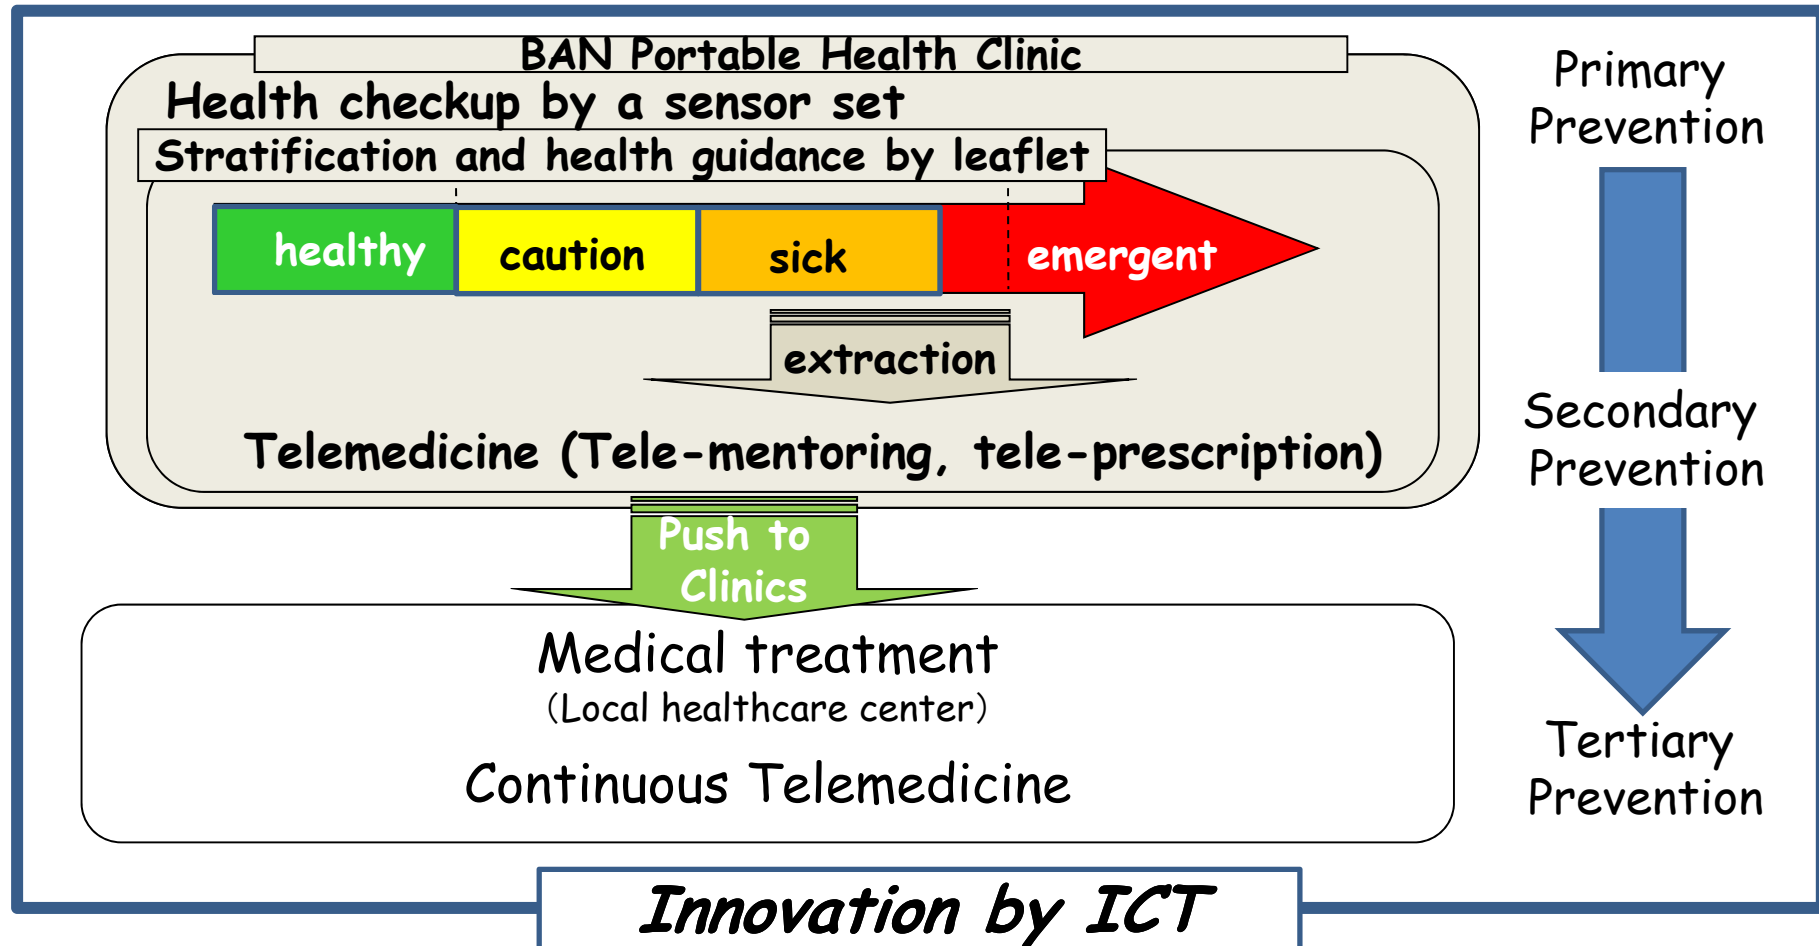 BAN Portable Health Clinic
Health checkup by a sensor set
Stratification and health guidance by leaflet
healthy
caution
sick
emergent
extraction
Telemedicine (Tele-mentoring, tele-prescription)
Push to
Clinics
Medical treatment
（Local healthcare center）
Continuous Telemedicine
Primary
Prevention
Secondary
Prevention
Tertiary
Prevention
Innovation by ICT